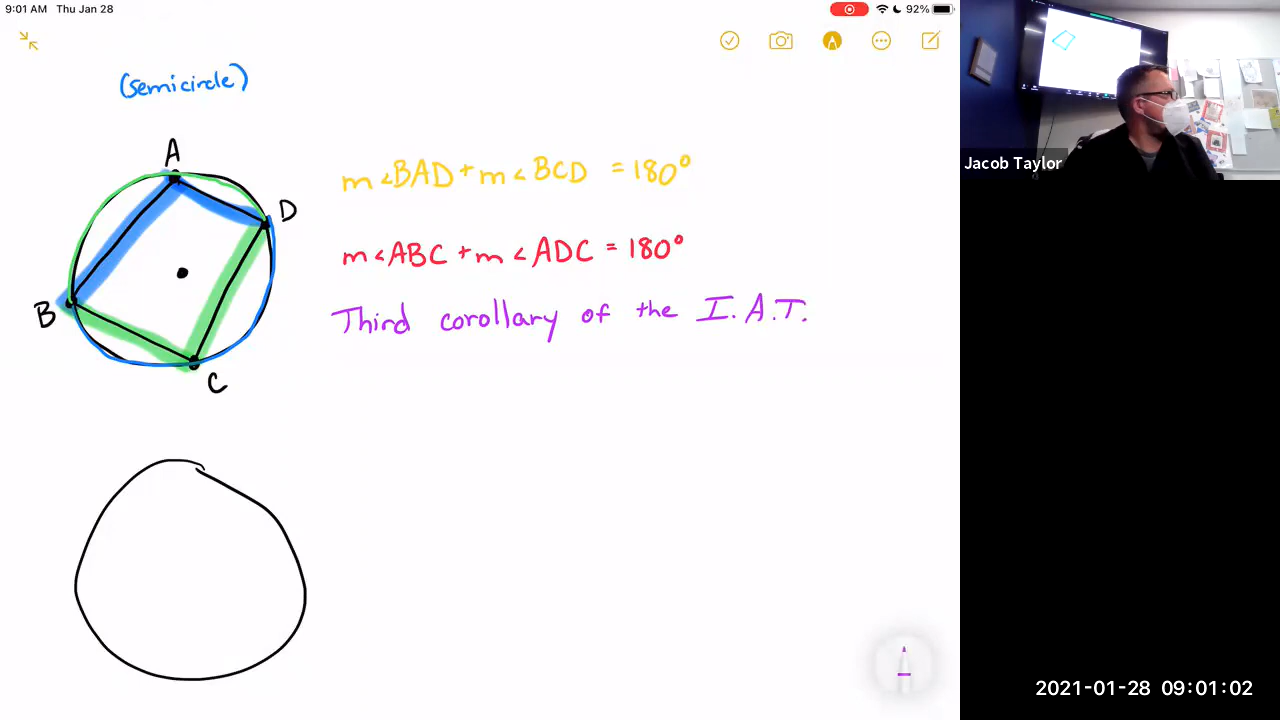 9:01 AM Thu Jan 28
92%
(semicircle)
A
D
B
C
m∠BAD + m∠BCD = 180°
m∠ABC + m∠ADC = 180°
Third corollary of the I.A.T.
Jacob Taylor
2021-01-28 09:01:02